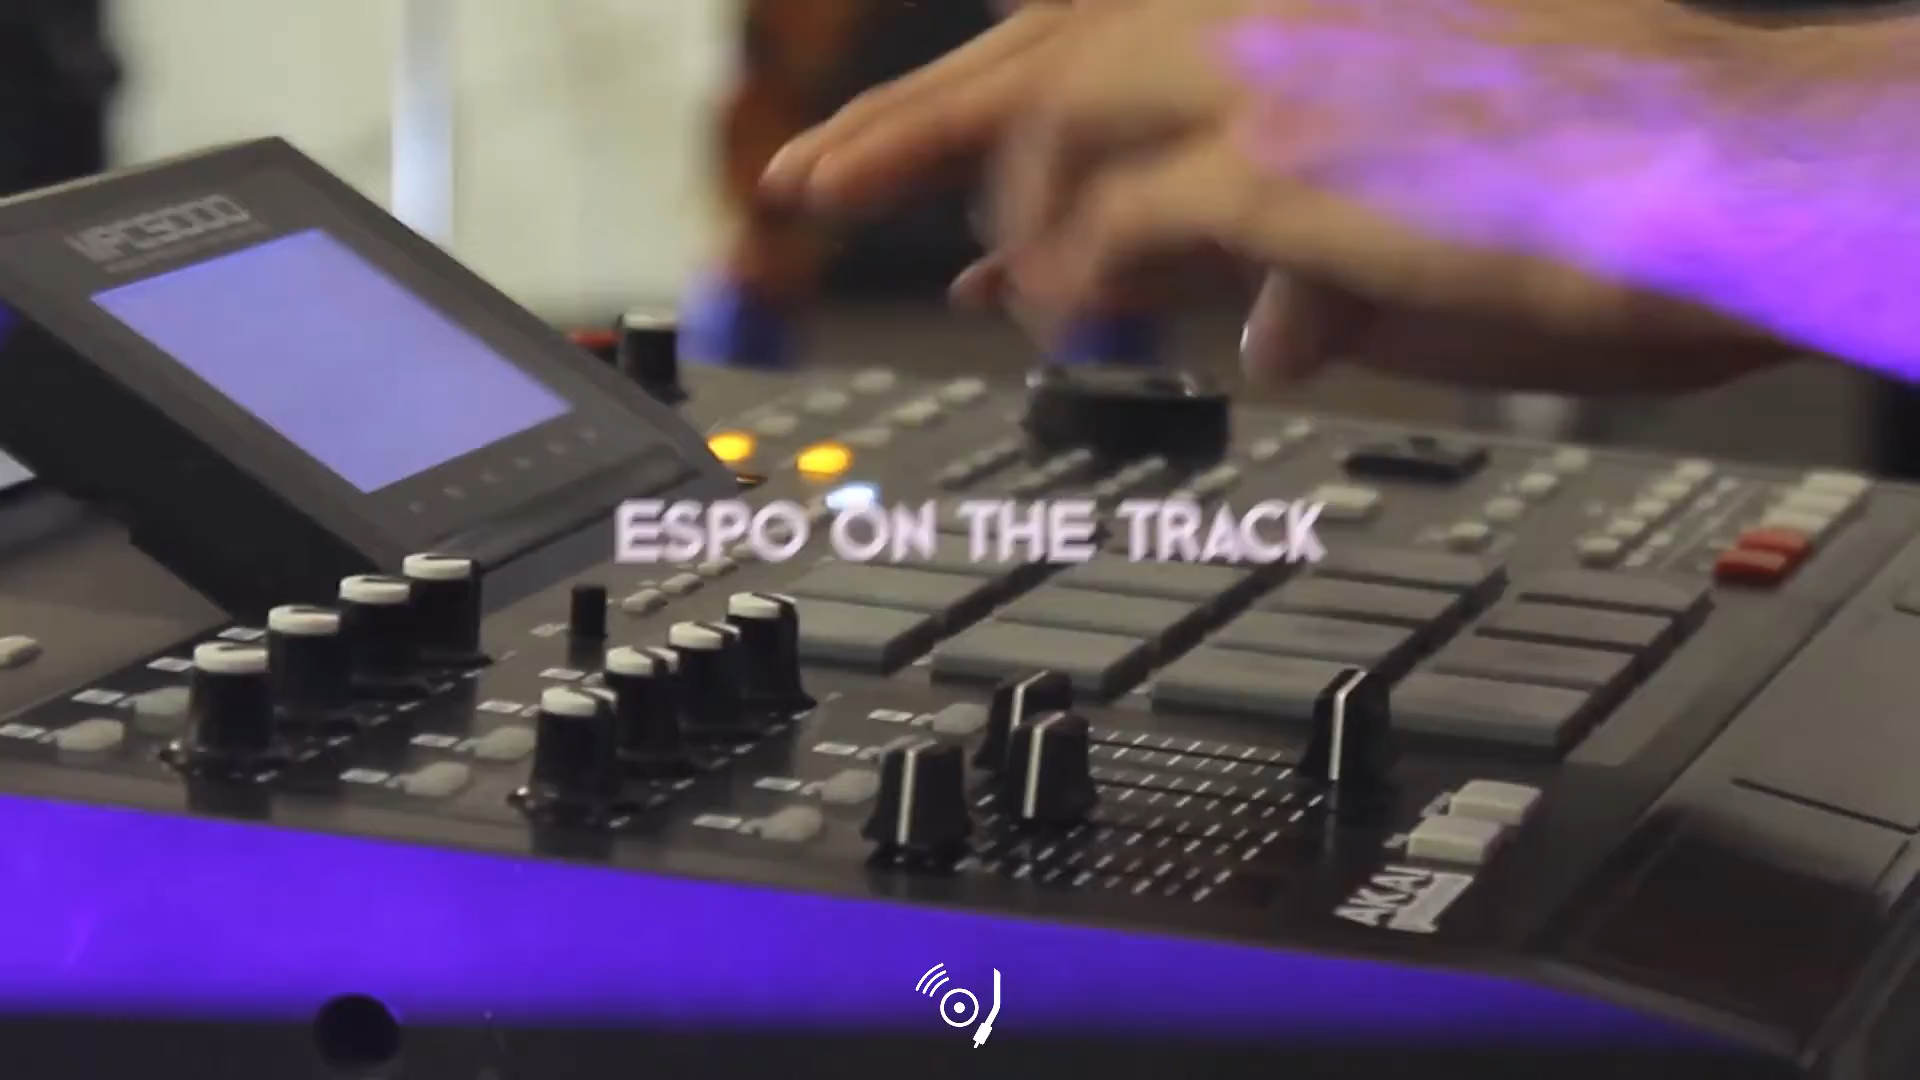 MPC5000
ESPO ON THE TRACK
AKAI